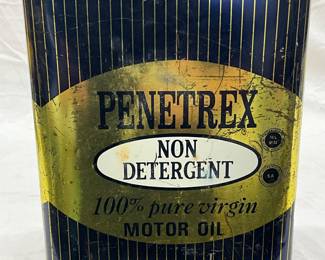 PENETREX
NON
DETERGENT
100% pure virgin
MOTOR OIL